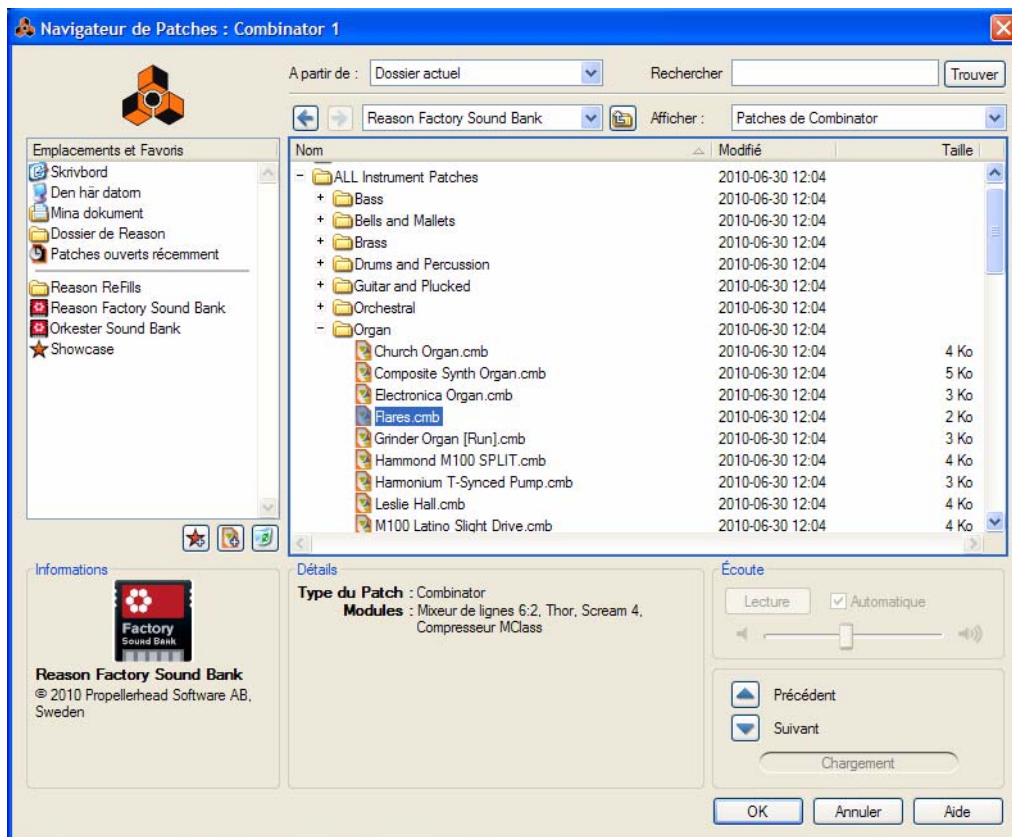 Navigateur de Patches : Combinator 1
A partir de : Dossier actuel Rechercher Trouver
Reason Factory Sound Bank Afficher : Patches de Combinator
Emplacements et Favoris
Skrivbord
Den här datorn
Mina dokument
Dossier de Reason
Patches ouverts récemment
Reason ReFills
Reason Factory Sound Bank
Orkester Sound Bank
Showcase
Nom Modifié Taille
ALL Instrument Patches 2010-06-30 12:04
Bass 2010-06-30 12:04
Bells and Mallets 2010-06-30 12:04
Brass 2010-06-30 12:04
Drums and Percussion 2010-06-30 12:04
Guitar and Plucked 2010-06-30 12:04
Orchestral 2010-06-30 12:04
Organ 2010-06-30 12:04
Church Organ.cmb 2010-06-30 12:04 4 Ko
Composite Synth Organ.cmb 2010-06-30 12:04 5 Ko
Electronica Organ.cmb 2010-06-30 12:04 3 Ko
Flares.cmb 2010-06-30 12:04 2 Ko
Grinder Organ [Run].cmb 2010-06-30 12:04 3 Ko
Hammond M100 SPLIT.cmb 2010-06-30 12:04 4 Ko
Harmonium T-Synced Pump.cmb 2010-06-30 12:04 3 Ko
Leslie Hall.cmb 2010-06-30 12:04 4 Ko
M100 Latino Slight Drive.cmb 2010-06-30 12:04 4 Ko
Informations
Factory
Sound Bank
Reason Factory Sound Bank
© 2010 Propellerhead Software AB,
Sweden
Détails
Type du Patch : Combinator
Modules : Mixeur de lignes 6:2, Thor, Scream 4,
Compresseur MClass
Écoute
Lecture Automatique
Précédent
Suivant
Chargement
OK Annuler Aide